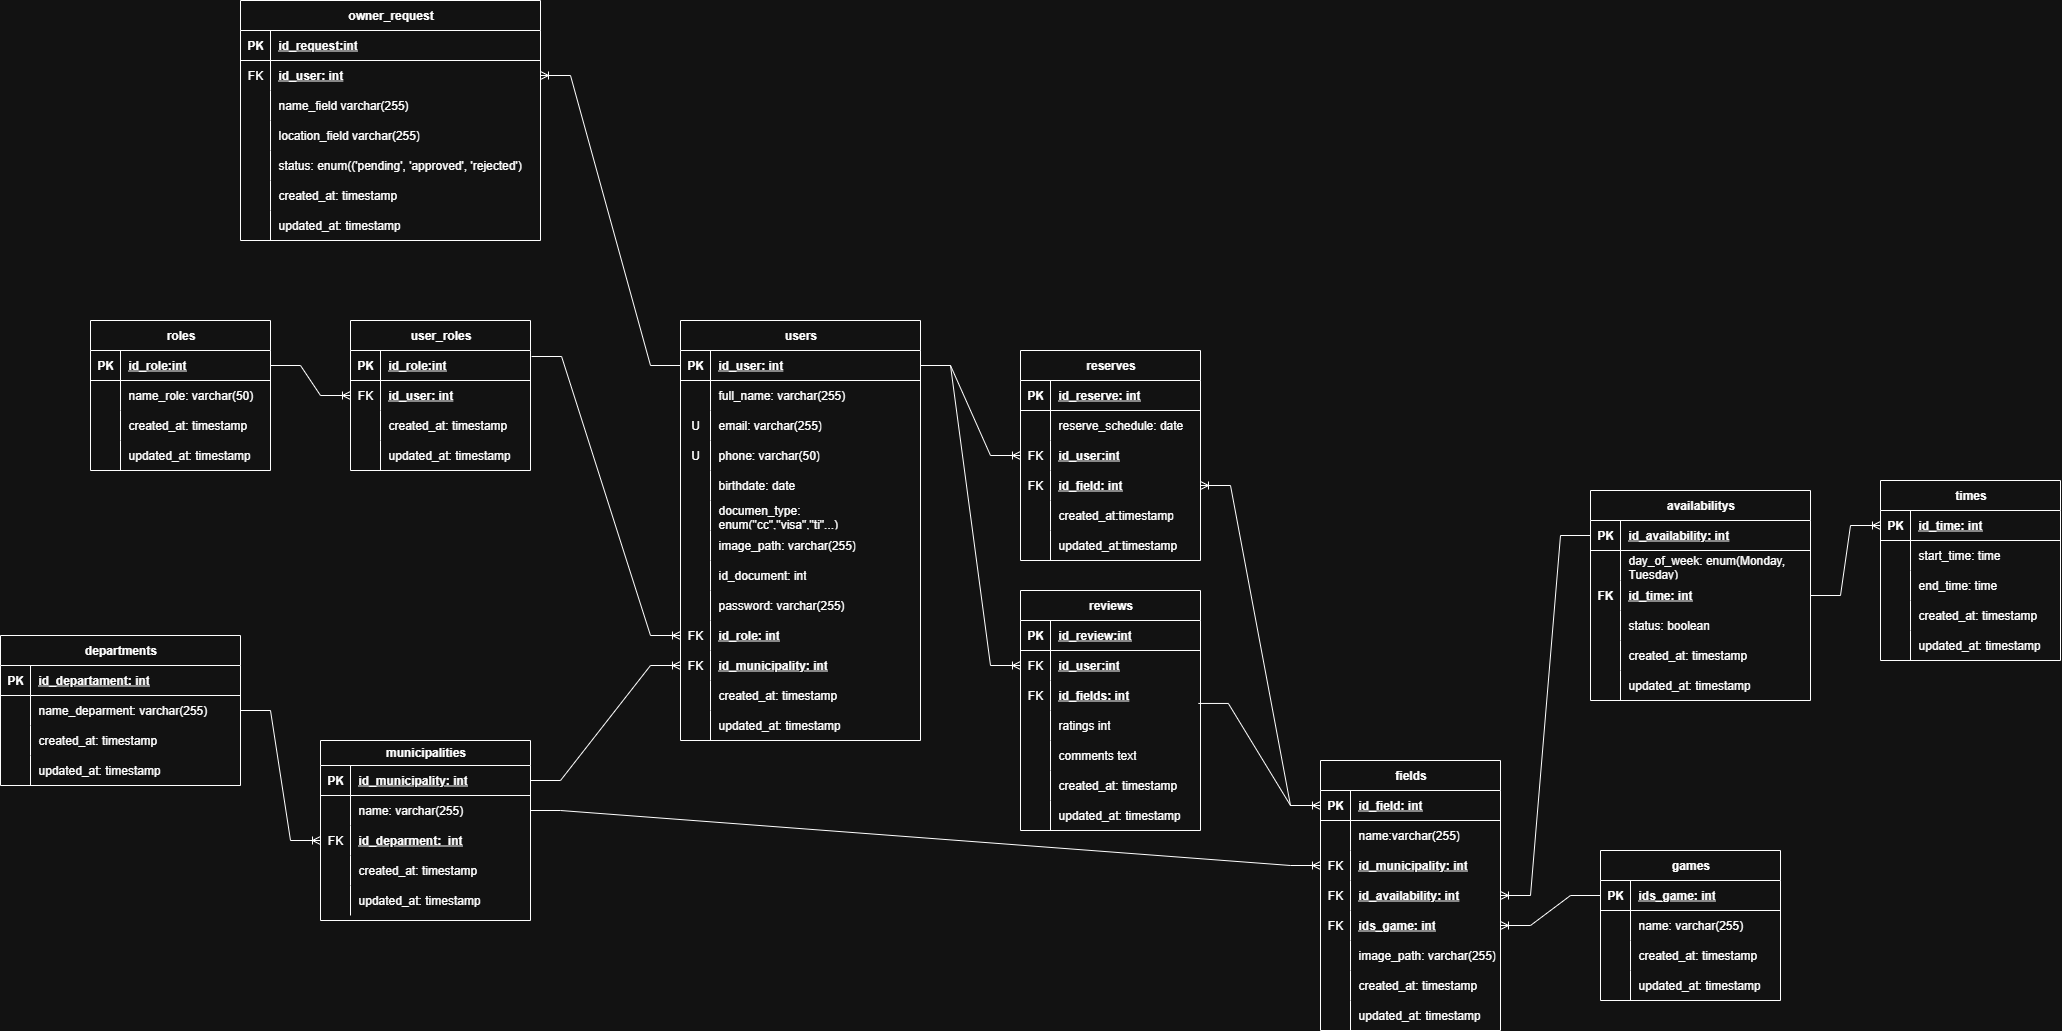 owner_request
PK id_request:int
FK id_user: int
name_field varchar(255)
location_field varchar(255)
status: enum(('pending', 'approved', 'rejected')
created_at: timestamp
updated_at: timestamp
roles
PK id_role:int
name_role: varchar(50)
created_at: timestamp
updated_at: timestamp
user_roles
PK id_role:int
FK id_user: int
created_at: timestamp
updated_at: timestamp
users
PK id_user: int
full_name: varchar(255)
U email: varchar(255)
U phone: varchar(50)
birthdate: date
documen_type:
enum("cc","visa","ti"...)
image_path: varchar(255)
id_document: int
password: varchar(255)
FK id_role: int
FK id_municipality: int
created_at: timestamp
updated_at: timestamp
reserves
PK id_reserve: int
reserve_schedule: date
FK id_user:int
FK id_field: int
created_at:timestamp
updated_at:timestamp
reviews
PK id_review:int
FK id_user:int
FK id_fields: int
ratings int
comments text
created_at: timestamp
updated_at: timestamp
availabilitys
PK id_availability: int
day_of_week: enum(Monday,
Tuesday)
FK id_time: int
status: boolean
created_at: timestamp
updated_at: timestamp
times
PK id_time: int
start_time: time
end_time: time
created_at: timestamp
updated_at: timestamp
departments
PK id_departament: int
name_deparment: varchar(255)
created_at: timestamp
updated_at: timestamp
municipalities
PK id_municipality: int
name: varchar(255)
FK id_deparment: int
created_at: timestamp
updated_at: timestamp
fields
PK id_field: int
name:varchar(255)
FK id_municipality: int
FK id_availability: int
FK ids_game: int
image_path: varchar(255)
created_at: timestamp
updated_at: timestamp
games
PK ids_game: int
name: varchar(255)
created_at: timestamp
updated_at: timestamp